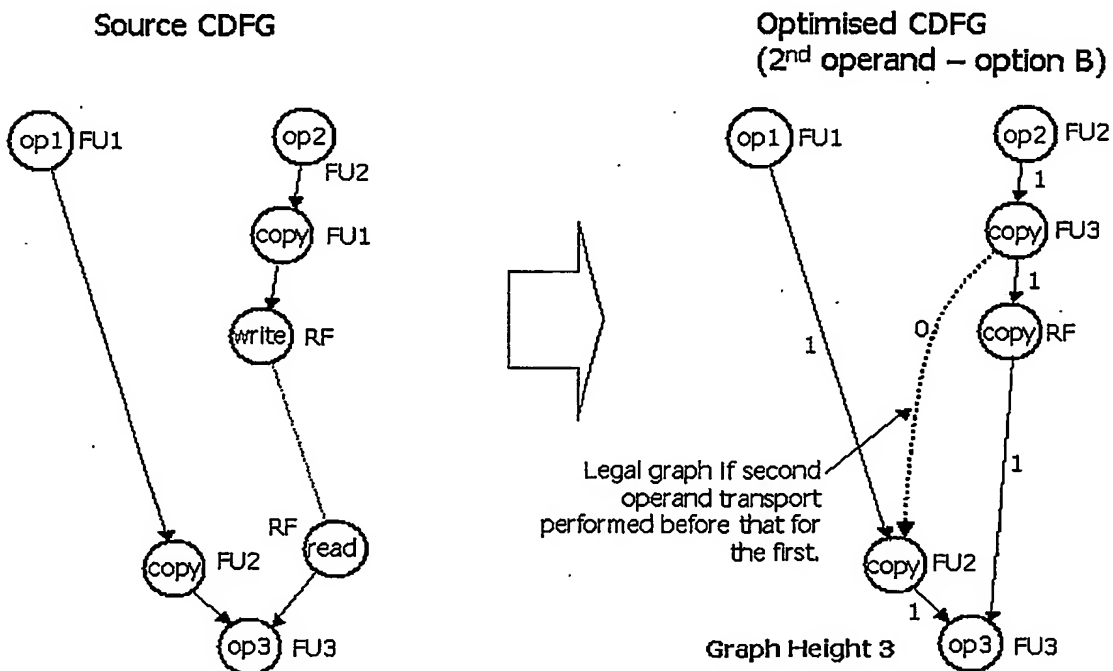 Source CDFG
Optimised CDFG
(2nd operand – option B)
op1 FU1
op2
FU2
copy FU1
write RF
RF
read
copy FU2
op3 FU3
op1 FU1
op2 FU2
1
copy FU3
1
0
copy RF
1
1
Legal graph If second
operand transport
performed before that for
the first.
copy FU2
1
Graph Height 3
op3 FU3